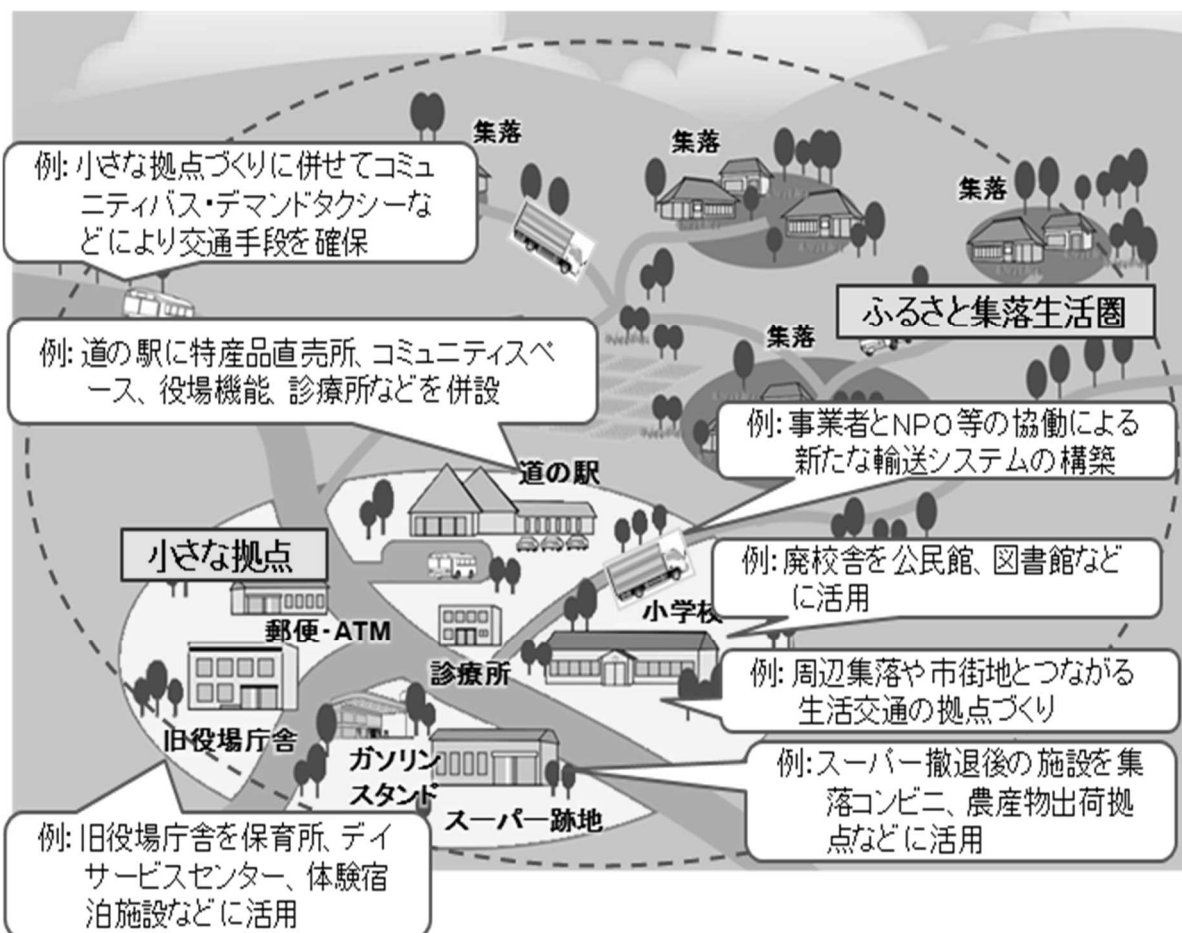 集落
集落
集落
例: 小さな拠点づくりに併せてコミュ
ニティバス・デマンドタクシーな
どにより交通手段を確保
ふるさと集落生活圏
集落
例: 道の駅に特産品直売所、コミュニティスペ
ース、役場機能、診療所などを併設
例: 事業者とNPO等の協働による
新たな輸送システムの構築
道の駅
小さな拠点
例: 廃校舎を公民館、図書館など
に活用
小学校
郵便・ATM
診療所
例: 周辺集落や市街地とつながる
生活交通の拠点づくり
旧役場庁舎
ガソリン
スタンド
スーパー跡地
例:スーパー撤退後の施設を集
落コンビニ、農産物出荷拠
点などに活用
例: 旧役場庁舎を保育所、デイ
サービスセンター、体験宿
泊施設などに活用